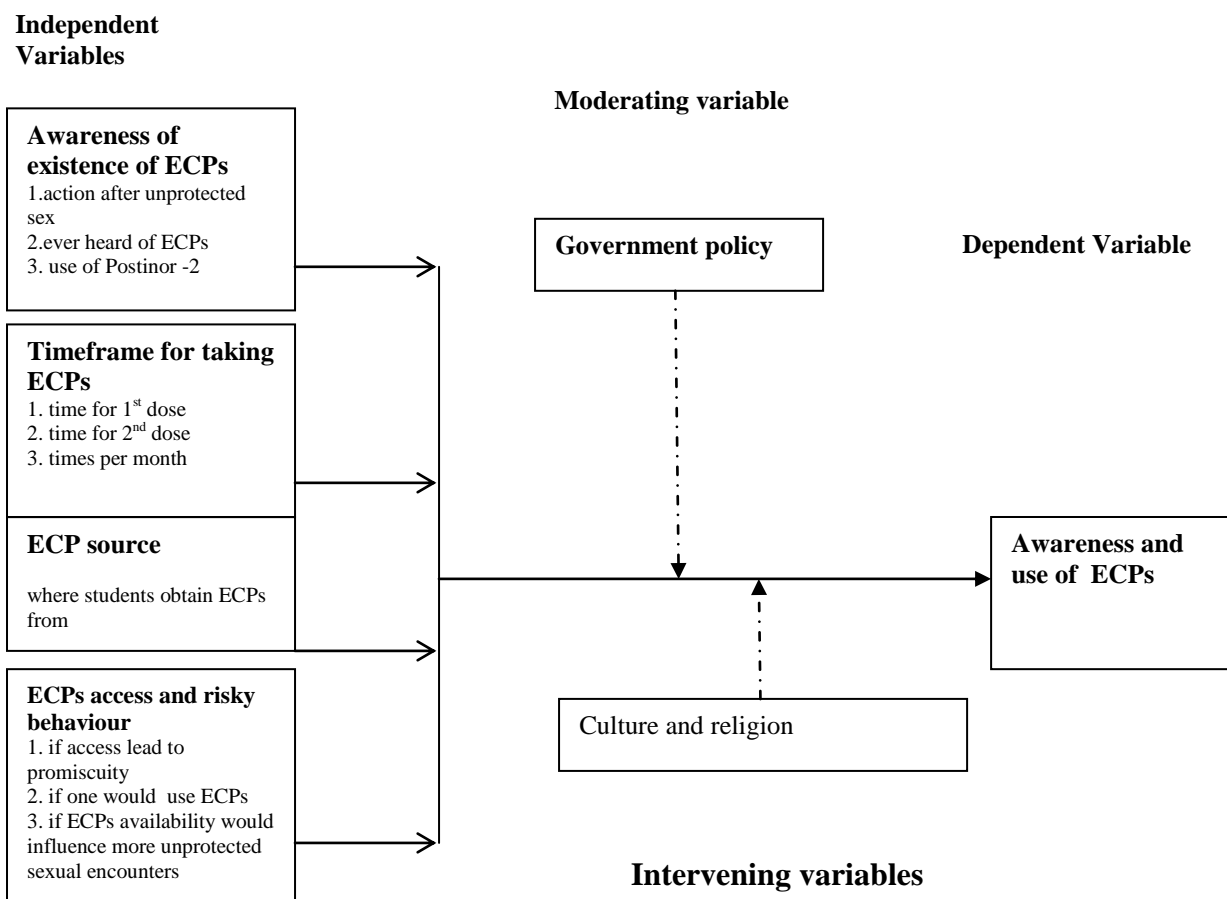 Independent
Variables
Moderating variable
Dependent Variable
Awareness of
existence of ECPs
1.action after unprotected
sex
2.ever heard of ECPs
3. use of Postinor -2
Timeframe for taking
ECPs
1. time for 1st dose
2. time for 2nd dose
3. times per month
ECP source
where students obtain ECPs
from
ECPs access and risky
behaviour
1. if access lead to
promiscuity
2. if one would use ECPs
3. if ECPs availability would
influence more unprotected
sexual encounters
Government policy
Culture and religion
Intervening variables
Awareness and
use of ECPs